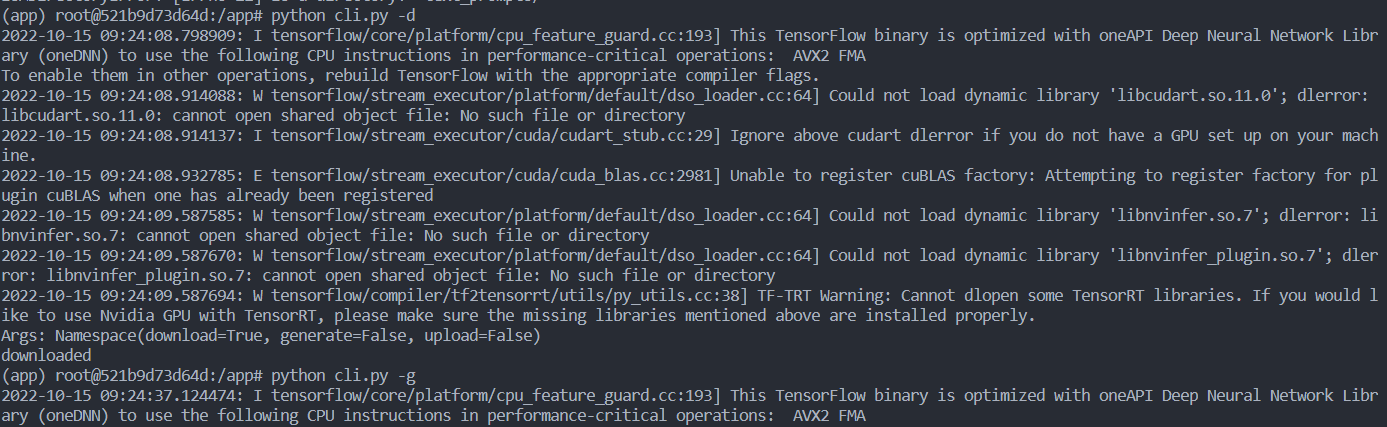 (app) root@521b9d73d64d:/app# python cli.py -d
2022-10-15 09:24:08.798909: I tensorflow/core/platform/cpu_feature_guard.cc:193] This TensorFlow binary is optimized with oneAPI Deep Neural Network Libr
ary (oneDNN) to use the following CPU instructions in performance-critical operations:  AVX2 FMA
To enable them in other operations, rebuild TensorFlow with the appropriate compiler flags.
2022-10-15 09:24:08.914088: W tensorflow/stream_executor/platform/default/dso_loader.cc:64] Could not load dynamic library 'libcudart.so.11.0'; dlerror:
libcudart.so.11.0: cannot open shared object file: No such file or directory
2022-10-15 09:24:08.914137: I tensorflow/stream_executor/cuda/cudart_stub.cc:29] Ignore above cudart dlerror if you do not have a GPU set up on your mach
ine.
2022-10-15 09:24:08.932785: E tensorflow/stream_executor/cuda/cuda_blas.cc:2981] Unable to register cuBLAS factory: Attempting to register factory for pl
ugin cuBLAS when one has already been registered
2022-10-15 09:24:09.587585: W tensorflow/stream_executor/platform/default/dso_loader.cc:64] Could not load dynamic library 'libnvinfer.so.7'; dlerror: li
bnvinfer.so.7: cannot open shared object file: No such file or directory
2022-10-15 09:24:09.587670: W tensorflow/stream_executor/platform/default/dso_loader.cc:64] Could not load dynamic library 'libnvinfer_plugin.so.7'; dler
ror: libnvinfer_plugin.so.7: cannot open shared object file: No such file or directory
2022-10-15 09:24:09.587694: W tensorflow/compiler/tf2tensorrt/utils/py_utils.cc:38] TF-TRT Warning: Cannot dlopen some TensorRT libraries. If you would l
ike to use Nvidia GPU with TensorRT, please make sure the missing libraries mentioned above are installed properly.
Args: Namespace(download=True, generate=False, upload=False)
downloaded
(app) root@521b9d73d64d:/app# python cli.py -g
2022-10-15 09:24:37.124474: I tensorflow/core/platform/cpu_feature_guard.cc:193] This TensorFlow binary is optimized with oneAPI Deep Neural Network Libr
ary (oneDNN) to use the following CPU instructions in performance-critical operations:  AVX2 FMA